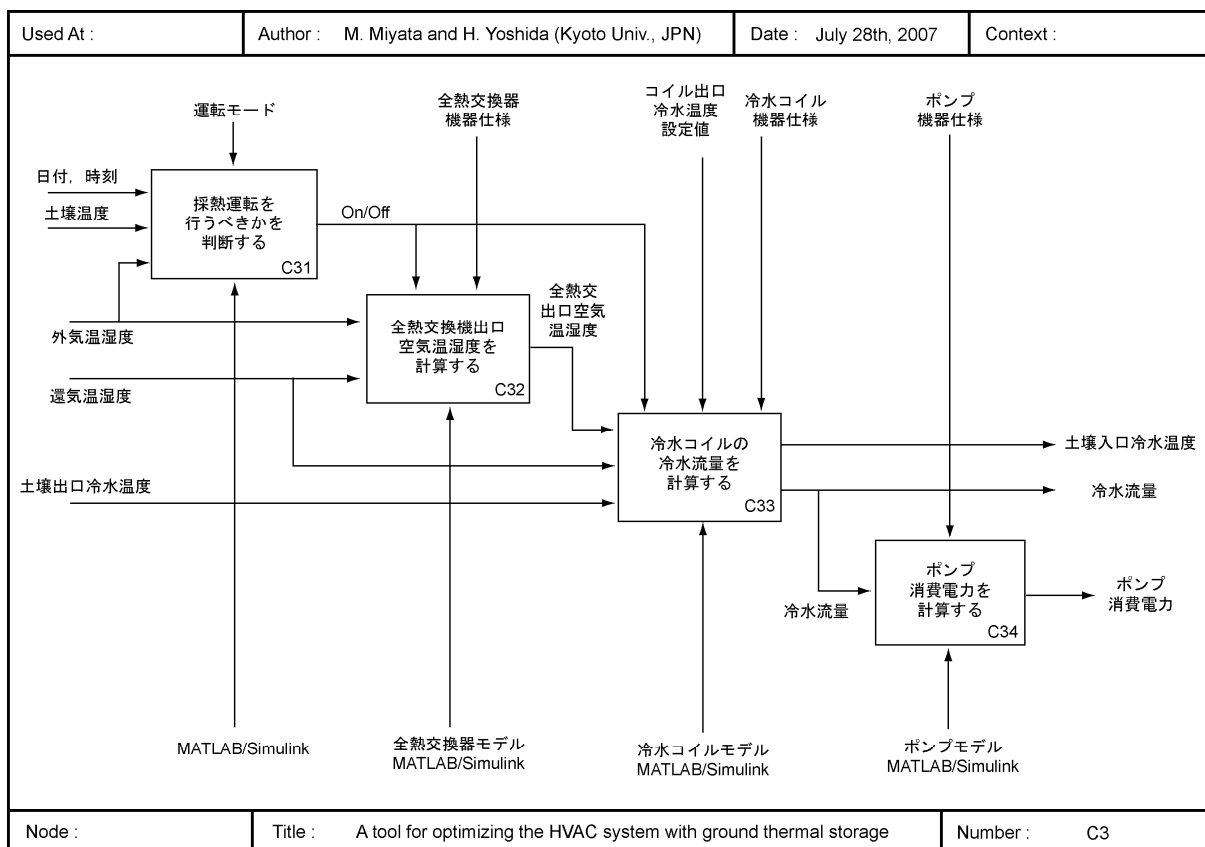 Used At :
Author : M. Miyata and H. Yoshida (Kyoto Univ., JPN)
Date : July 28th, 2007
Context :
運転モード
全熱交換器
機器仕様
コイル出口
冷水温度
設定値
冷水コイル
機器仕様
ポンプ
機器仕様
日付，時刻
土壌温度
採熱運転を
行うべきかを
判断する
C31
On/Off
外気温湿度
還気温湿度
全熱交換機出口
空気温湿度を
計算する
C32
全熱交
出口空気
温湿度
土壌出口冷水温度
冷水コイルの
冷水流量を
計算する
C33
土壌入口冷水温度
冷水流量
冷水流量
ポンプ
消費電力を
計算する
C34
ポンプ
消費電力
MATLAB/Simulink
全熱交換器モデル
MATLAB/Simulink
冷水コイルモデル
MATLAB/Simulink
ポンプモデル
MATLAB/Simulink
Node :
Title : A tool for optimizing the HVAC system with ground thermal storage
Number : C3